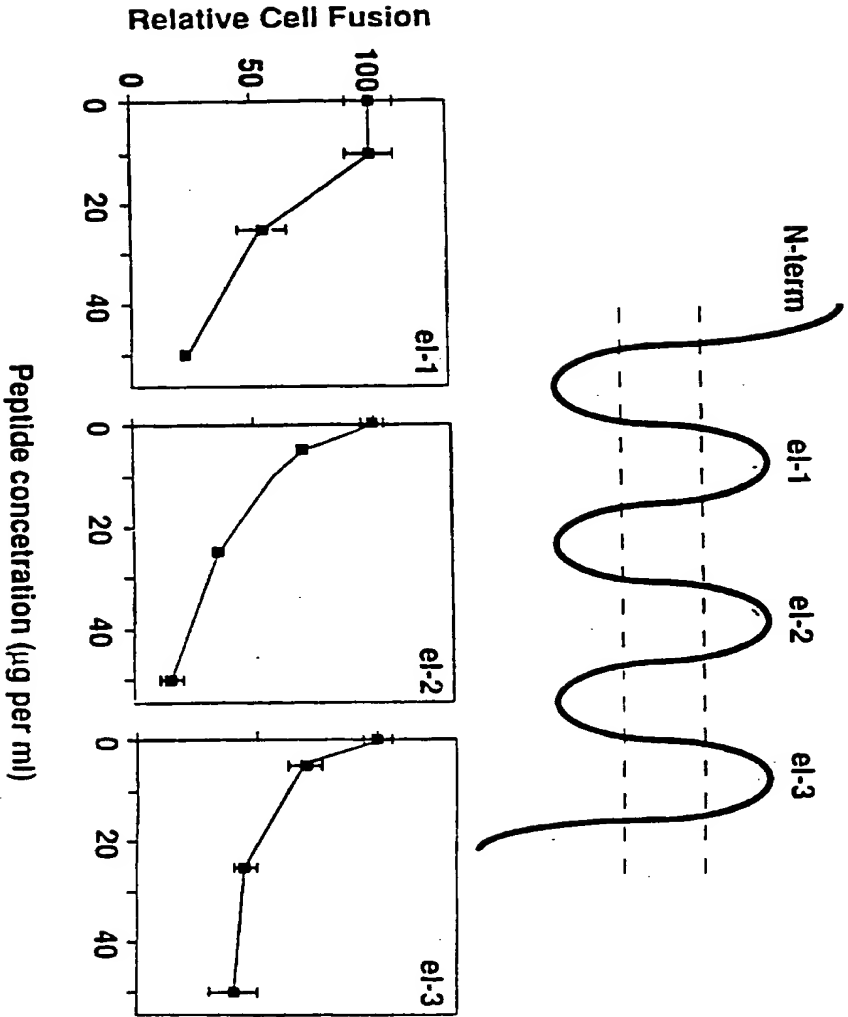 N-term
el-1
el-2
el-3
Relative Cell Fusion
100
50
0
el-1
el-2
el-3
0 20 40
0 20 40
0 20 40
Peptide concetration (µg per ml)